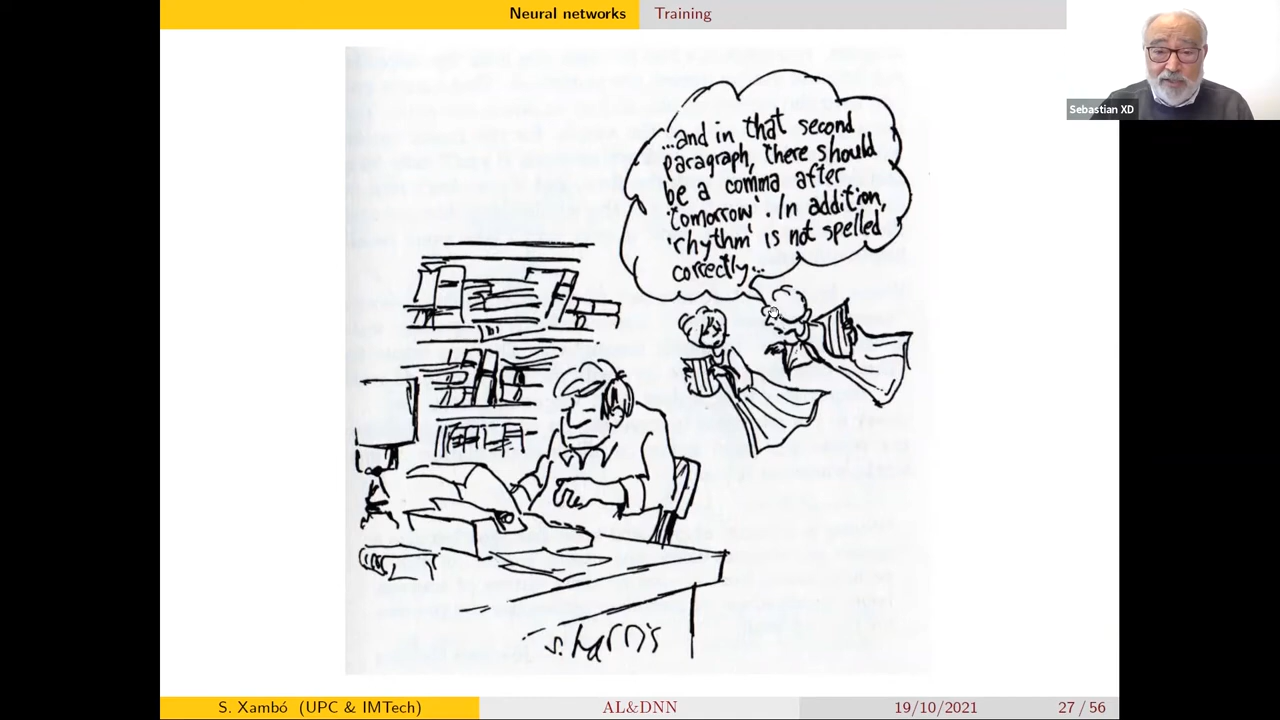 Neural networks Training
Sebastian XD
...and in that second
paragraph, there should
be a comma after
'tomorrow'. In addition,
'rhythm' is not spelled
correctly...
S. Harris
S. Xambó (UPC & IMTech) AL&DNN 19/10/2021 27 / 56